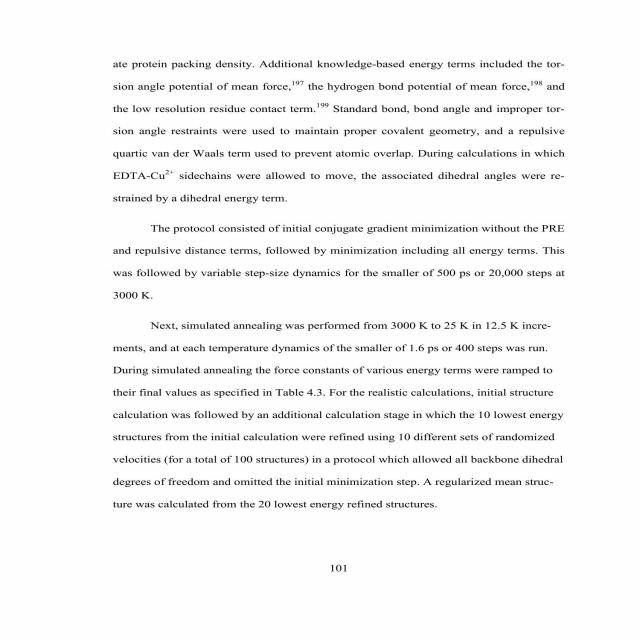 ate protein packing density. Additional knowledge-based energy terms included the tor-
sion angle potential of mean force,197 the hydrogen bond potential of mean force,198 and
the low resolution residue contact term.199 Standard bond, bond angle and improper tor-
sion angle restraints were used to maintain proper covalent geometry, and a repulsive
quartic van der Waals term used to prevent atomic overlap. During calculations in which
EDTA-Cu2+ sidechains were allowed to move, the associated dihedral angles were re-
strained by a dihedral energy term.
The protocol consisted of initial conjugate gradient minimization without the PRE
and repulsive distance terms, followed by minimization including all energy terms. This
was followed by variable step-size dynamics for the smaller of 500 ps or 20,000 steps at
3000 K.
Next, simulated annealing was performed from 3000 K to 25 K in 12.5 K incre-
ments, and at each temperature dynamics of the smaller of 1.6 ps or 400 steps was run.
During simulated annealing the force constants of various energy terms were ramped to
their final values as specified in Table 4.3. For the realistic calculations, initial structure
calculation was followed by an additional calculation stage in which the 10 lowest energy
structures from the initial calculation were refined using 10 different sets of randomized
velocities (for a total of 100 structures) in a protocol which allowed all backbone dihedral
degrees of freedom and omitted the initial minimization step. A regularized mean struc-
ture was calculated from the 20 lowest energy refined structures.
101